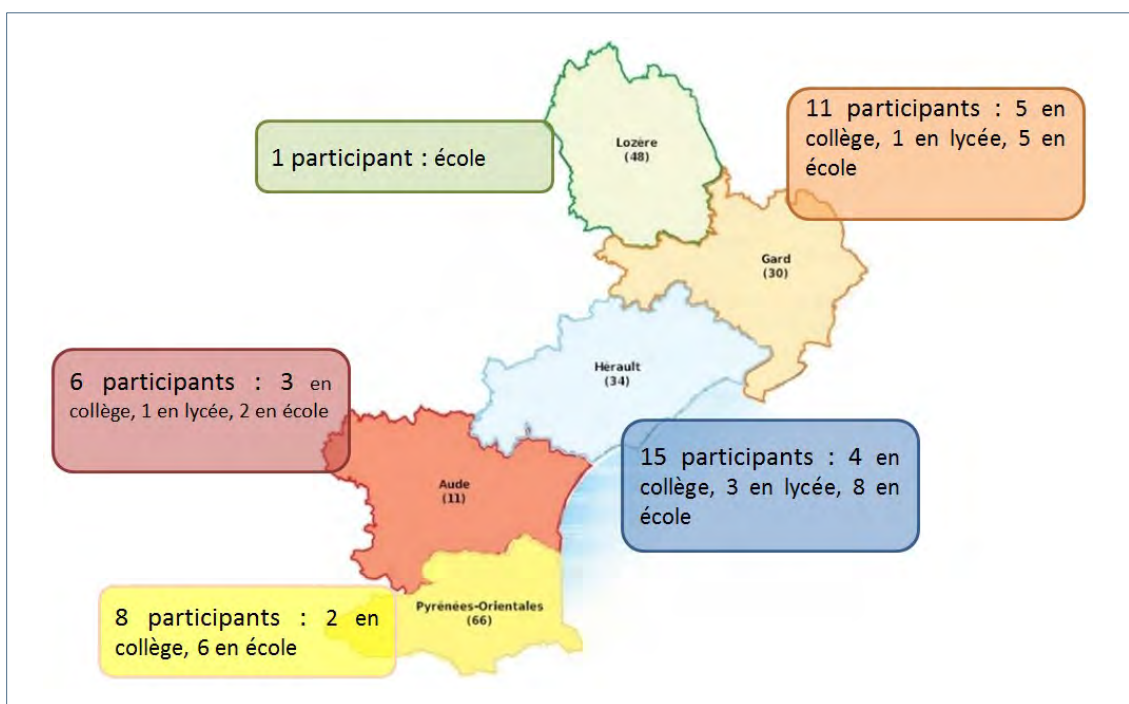 11 participants : 5 en
collège, 1 en lycée, 5 en
école
1 participant : école
Lozère
(48)
Gard
(30)
Hérault
(34)
6 participants : 3 en
collège, 1 en lycée, 2 en école
15 participants : 4 en
collège, 3 en lycée, 8 en
école
Aude
(11)
8 participants : 2 en
collège, 6 en école
Pyrénées-Orientales
(66)